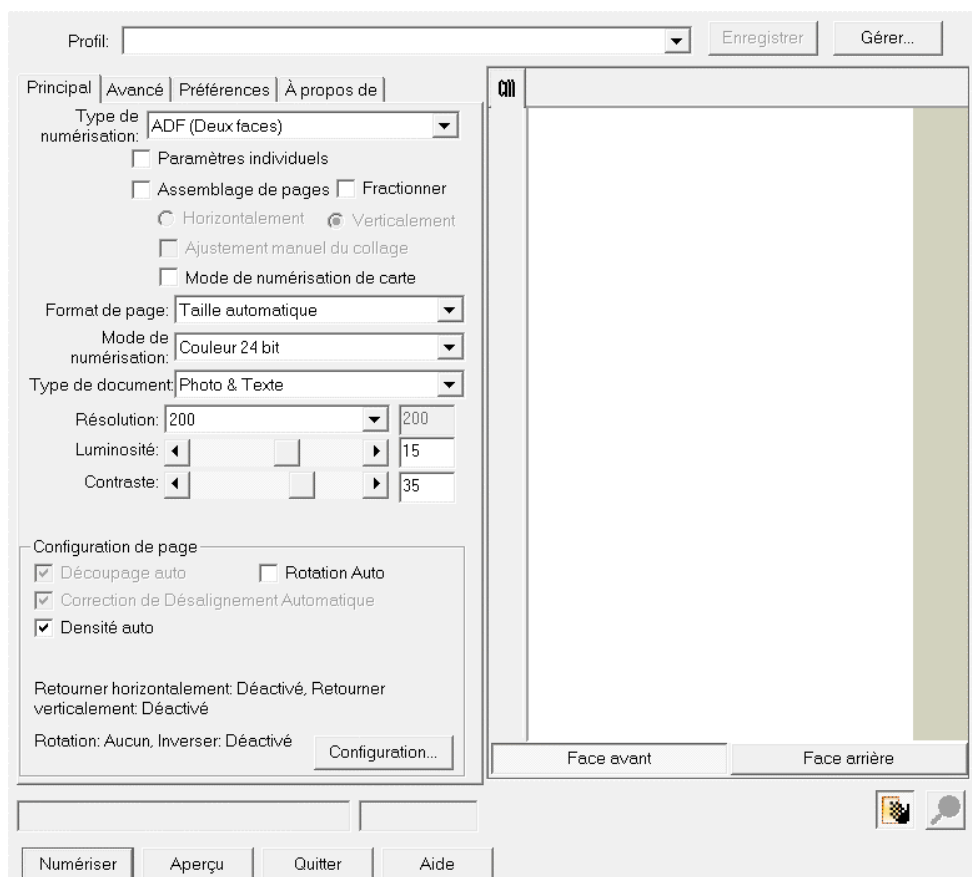 Profil:
Enregistrer
Gérer...
Principal
Avancé
Préférences
À propos de
Type de
numérisation:
ADF (Deux faces)
Paramètres individuels
Assemblage de pages
Fractionner
Horizontalement
Verticalement
Ajustement manuel du collage
Mode de numérisation de carte
Format de page:
Taille automatique
Mode de
numérisation:
Couleur 24 bit
Type de document:
Photo & Texte
Résolution:
200
200
Luminosité:
15
Contraste:
35
Configuration de page
Découpage auto
Rotation Auto
Correction de Désalignement Automatique
Densité auto
Retourner horizontalement: Déactivé, Retourner
verticalement: Déactivé
Rotation: Aucun, Inverser: Déactivé
Configuration...
Face avant
Face arrière
Numériser
Aperçu
Quitter
Aide